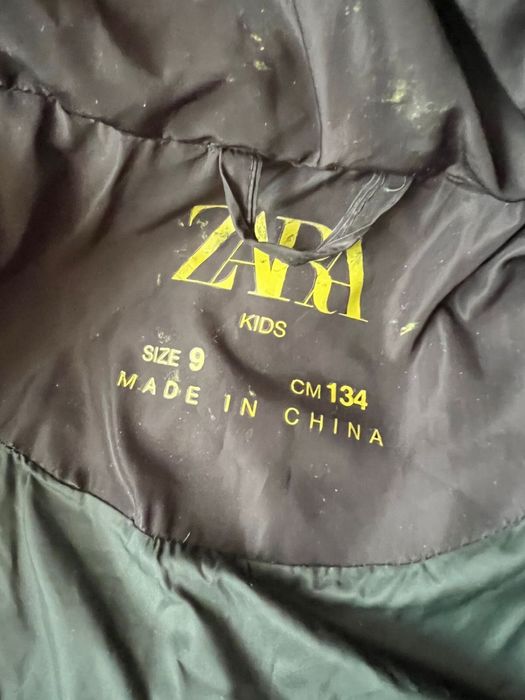 ZARA
KIDS
SIZE 9 CM 134
MADE IN CHINA